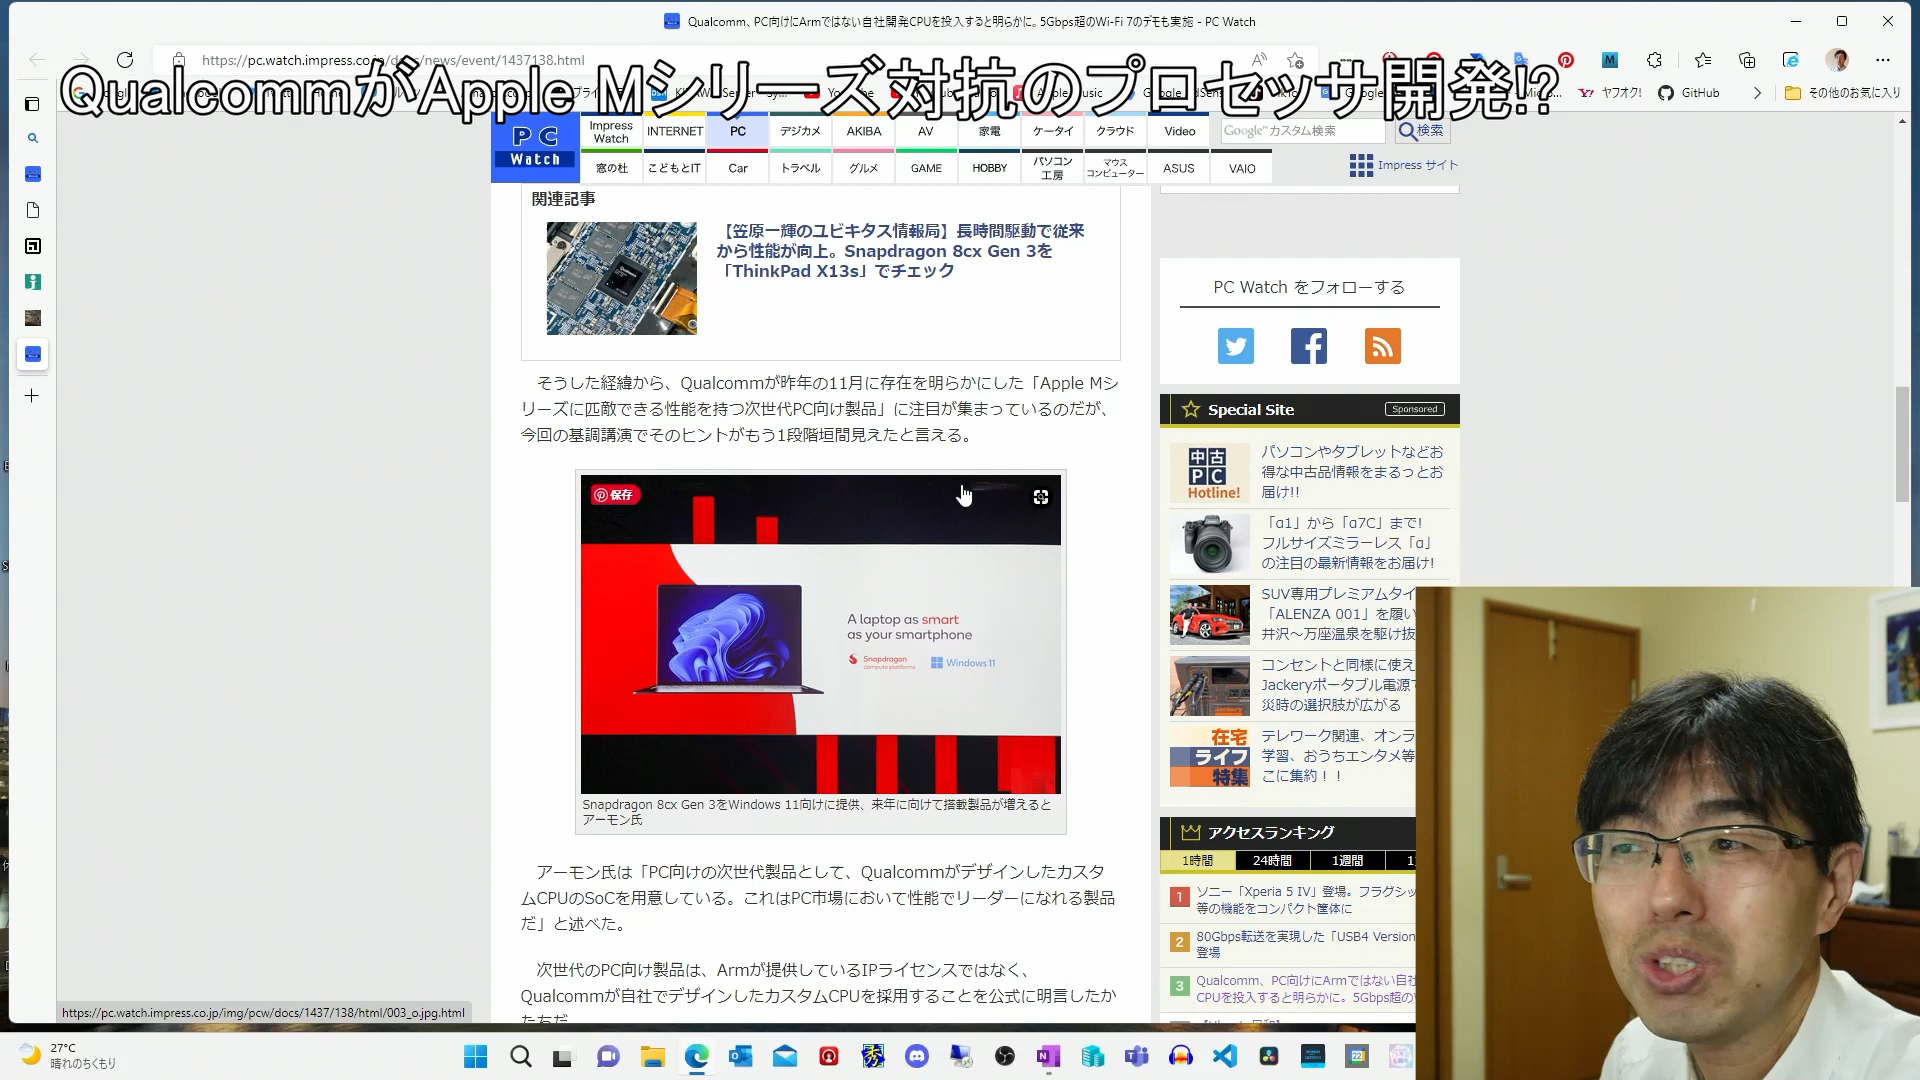 Qualcomm、PC向けにArmではない自社開発CPUを投入すると明らかに。5Gbps超のWi-Fi 7のデモも実施 - PC Watch
https://pc.watch.impress.co.jp/docs/news/event/1437138.html
QualcommがApple Mシリーズ対抗のプロセッサ開発!?
ヤフオク!
GitHub
その他のお気に入り
PC Watch
Impress Watch
INTERNET
PC
デジカメ
AKIBA
AV
家電
ケータイ
クラウド
Video
Google™カスタム検索
検索
窓の杜
こどもとIT
Car
トラベル
グルメ
GAME
HOBBY
パソコン工房
マウスコンピューター
ASUS
VAIO
Impress サイト
関連記事
【笠原一輝のユビキタス情報局】長時間駆動で従来
から性能が向上。Snapdragon 8cx Gen 3を
「ThinkPad X13s」でチェック
そうした経緯から、Qualcommが昨年の11月に存在を明らかにした「Apple Mシ
リーズに匹敵できる性能を持つ次世代PC向け製品」に注目が集まっているのだが、
今回の基調講演でそのヒントがもう1段階垣間見えたと言える。
保存
A laptop as smart
as your smartphone
Snapdragon
compute platforms
Windows 11
Snapdragon 8cx Gen 3をWindows 11向けに提供、来年に向けて搭載製品が増えると
アーモン氏
アーモン氏は「PC向けの次世代製品として、Qualcommがデザインしたカスタ
ムCPUのSoCを用意している。これはPC市場において性能でリーダーになれる製品
だ」と述べた。
次世代のPC向け製品は、Armが提供しているIPライセンスではなく、
Qualcommが自社でデザインしたカスタムCPUを採用することを公式に明言したか
たちだ
PC Watch をフォローする
Special Site
Sponsored
中古
PC
Hotline!
パソコンやタブレットなどお
得な中古品情報をまるっとお
届け!!
「α1」から「α7C」まで!
フルサイズミラーレス「α」
の注目の最新情報をお届け!
SUV専用プレミアムタイ
「ALENZA 001」を履い
井沢～万座温泉を駆け抜
コンセントと同様に使え
Jackeryポータブル電源
災時の選択肢が広がる
在宅
ライフ
特集
テレワーク関連、オンラ
学習、おうちエンタメ等
こに集約！！
アクセスランキング
1時間
24時間
1週間
1
1
ソニー「Xperia 5 IV」登場。フラグシッ
等の機能をコンパクト筐体に
2
80Gbps転送を実現した「USB4 Version
登場
3
Qualcomm、PC向けにArmではない自社
CPUを投入すると明らかに。5Gbps超の
https://pc.watch.impress.co.jp/img/pcw/docs/1437/138/html/003_o.jpg.html
27°C
晴れのちくもり